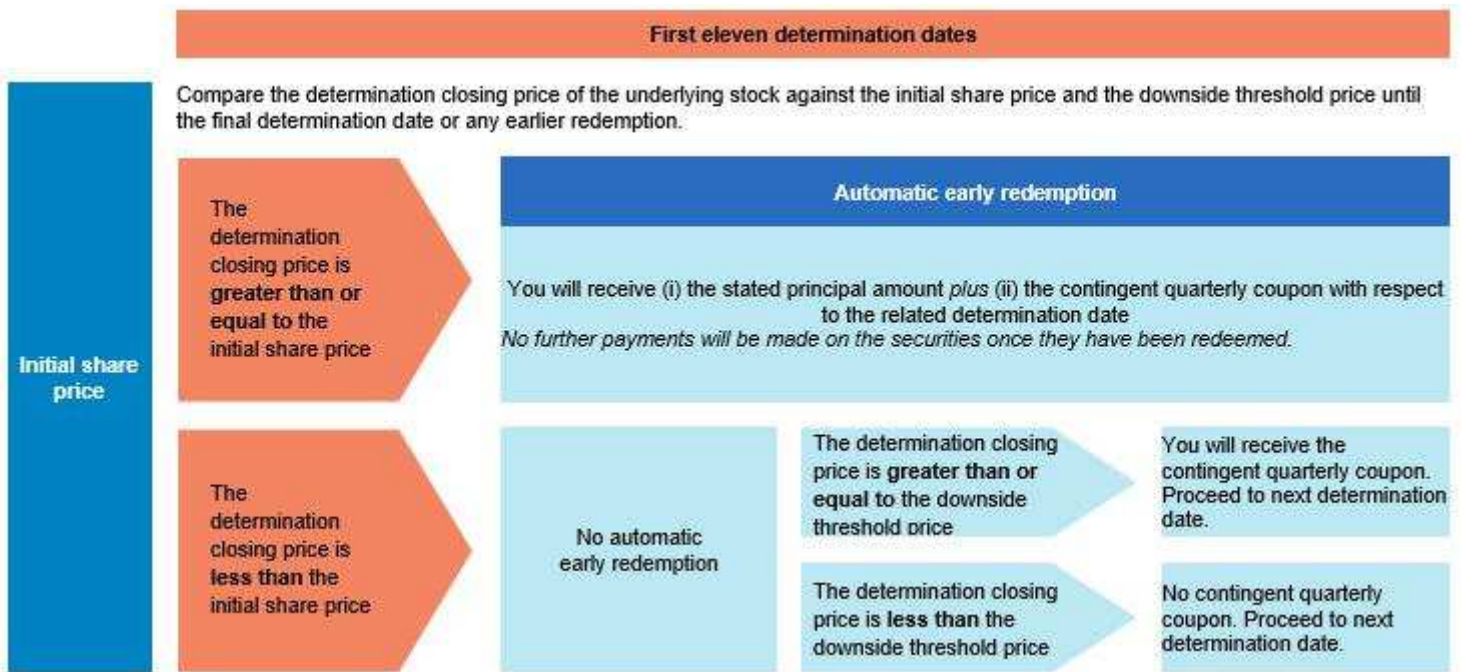 First eleven determination dates
Compare the determination closing price of the underlying stock against the initial share price and the downside threshold price until
the final determination date or any earlier redemption.
Initial share
price
The
determination
closing price is
greater than or
equal to the
initial share price
Automatic early redemption
You will receive (i) the stated principal amount plus (ii) the contingent quarterly coupon with respect
to the related determination date
No further payments will be made on the securities once they have been redeemed.
The
determination
closing price is
less than the
initial share price
No automatic
early redemption
The determination closing
price is greater than or
equal to the downside
threshold price
You will receive the
contingent quarterly coupon.
Proceed to next determination
date.
The determination closing
price is less than the
downside threshold price
No contingent quarterly
coupon. Proceed to next
determination date.